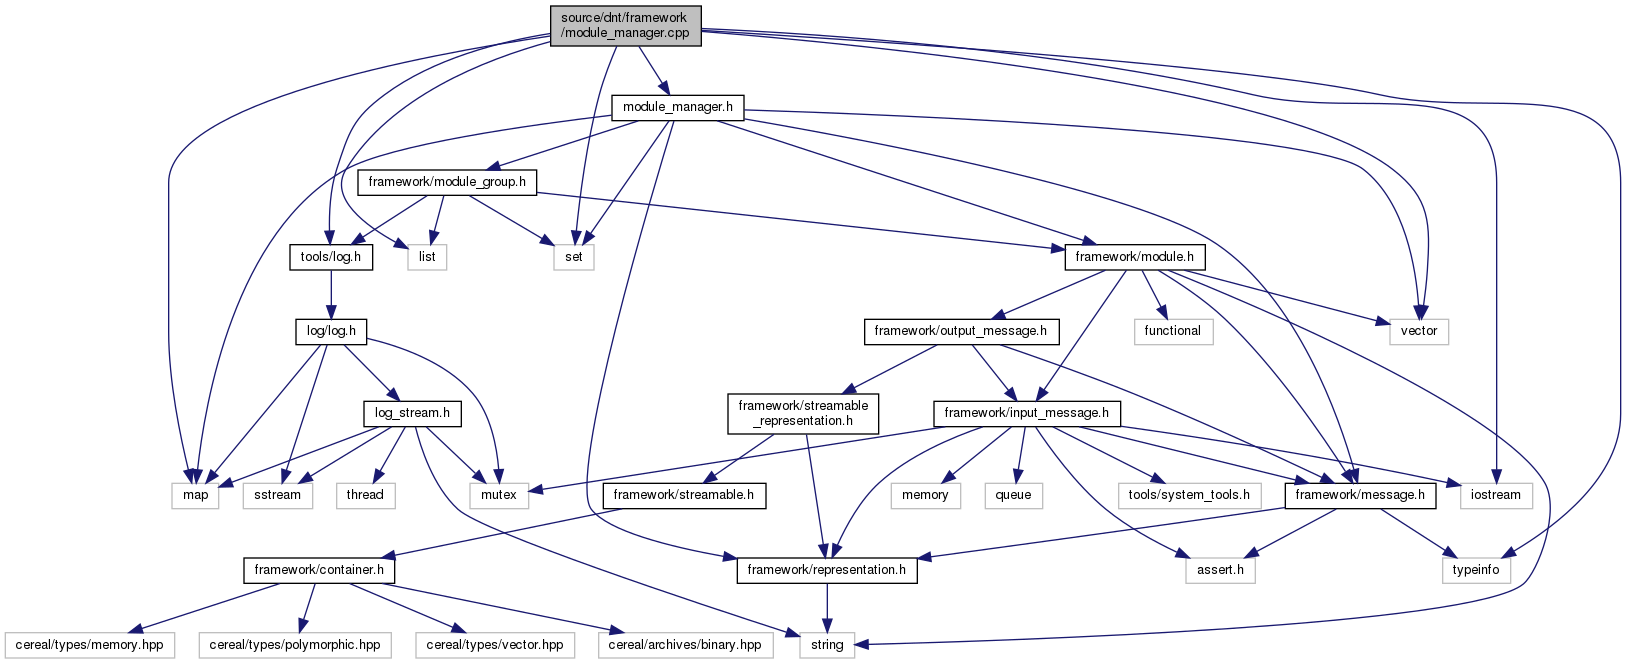 source/dnt/framework
/module_manager.cpp
module_manager.h
framework/module_group.h
tools/log.h
list
set
framework/module.h
log/log.h
framework/output_message.h
functional
vector
log_stream.h
framework/streamable
_representation.h
framework/input_message.h
map
sstream
thread
mutex
framework/streamable.h
memory
queue
tools/system_tools.h
framework/message.h
iostream
framework/container.h
framework/representation.h
assert.h
typeinfo
cereal/types/memory.hpp
cereal/types/polymorphic.hpp
cereal/types/vector.hpp
cereal/archives/binary.hpp
string